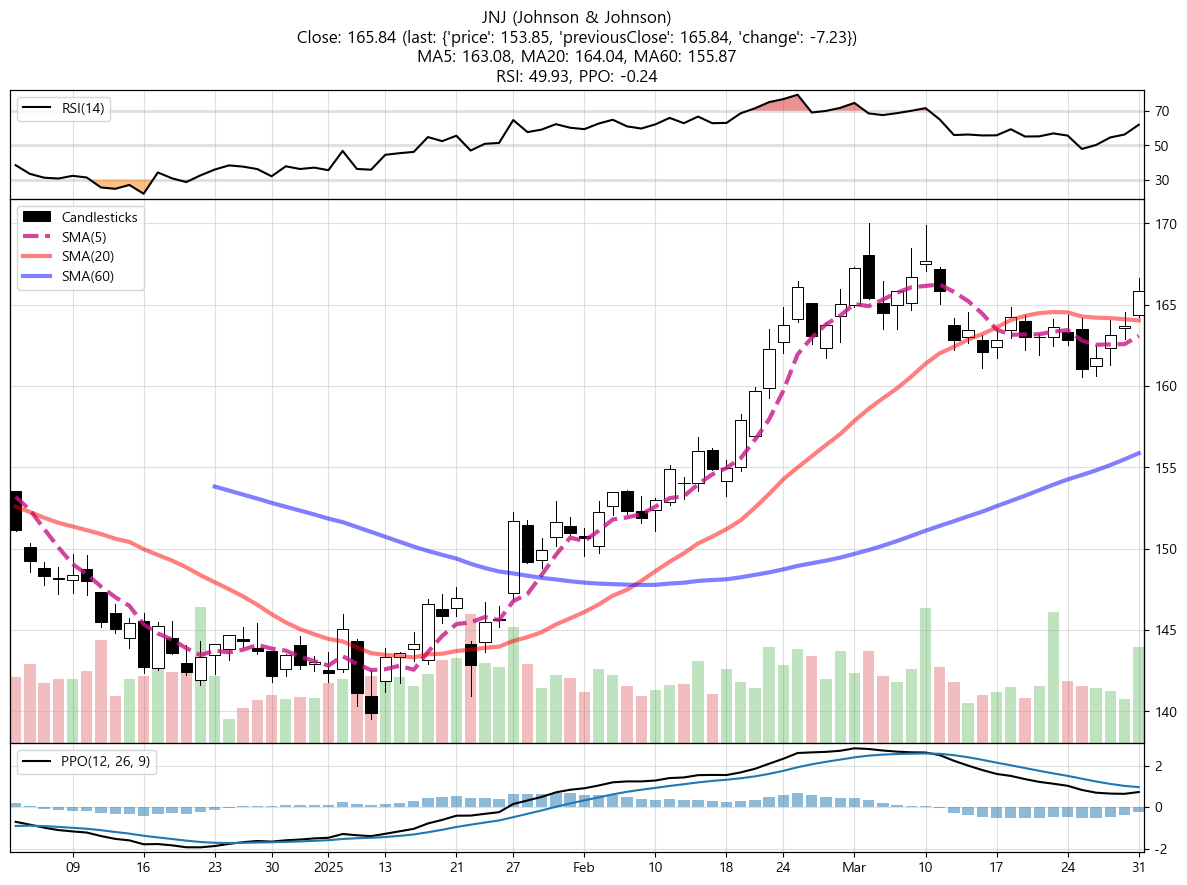 JNJ (Johnson & Johnson)
Close: 165.84 (last: {'price': 153.85, 'previousClose': 165.84, 'change': -7.23})
MA5: 163.08, MA20: 164.04, MA60: 155.87
RSI: 49.93, PPO: -0.24
RSI(14)
70
50
30
Candlesticks
SMA(5)
SMA(20)
SMA(60)
170
165
160
155
150
145
140
PPO(12, 26, 9)
2
0
-2
09 16 23 30 2025 13 21 27 Feb 10 18 24 Mar 10 17 24 31